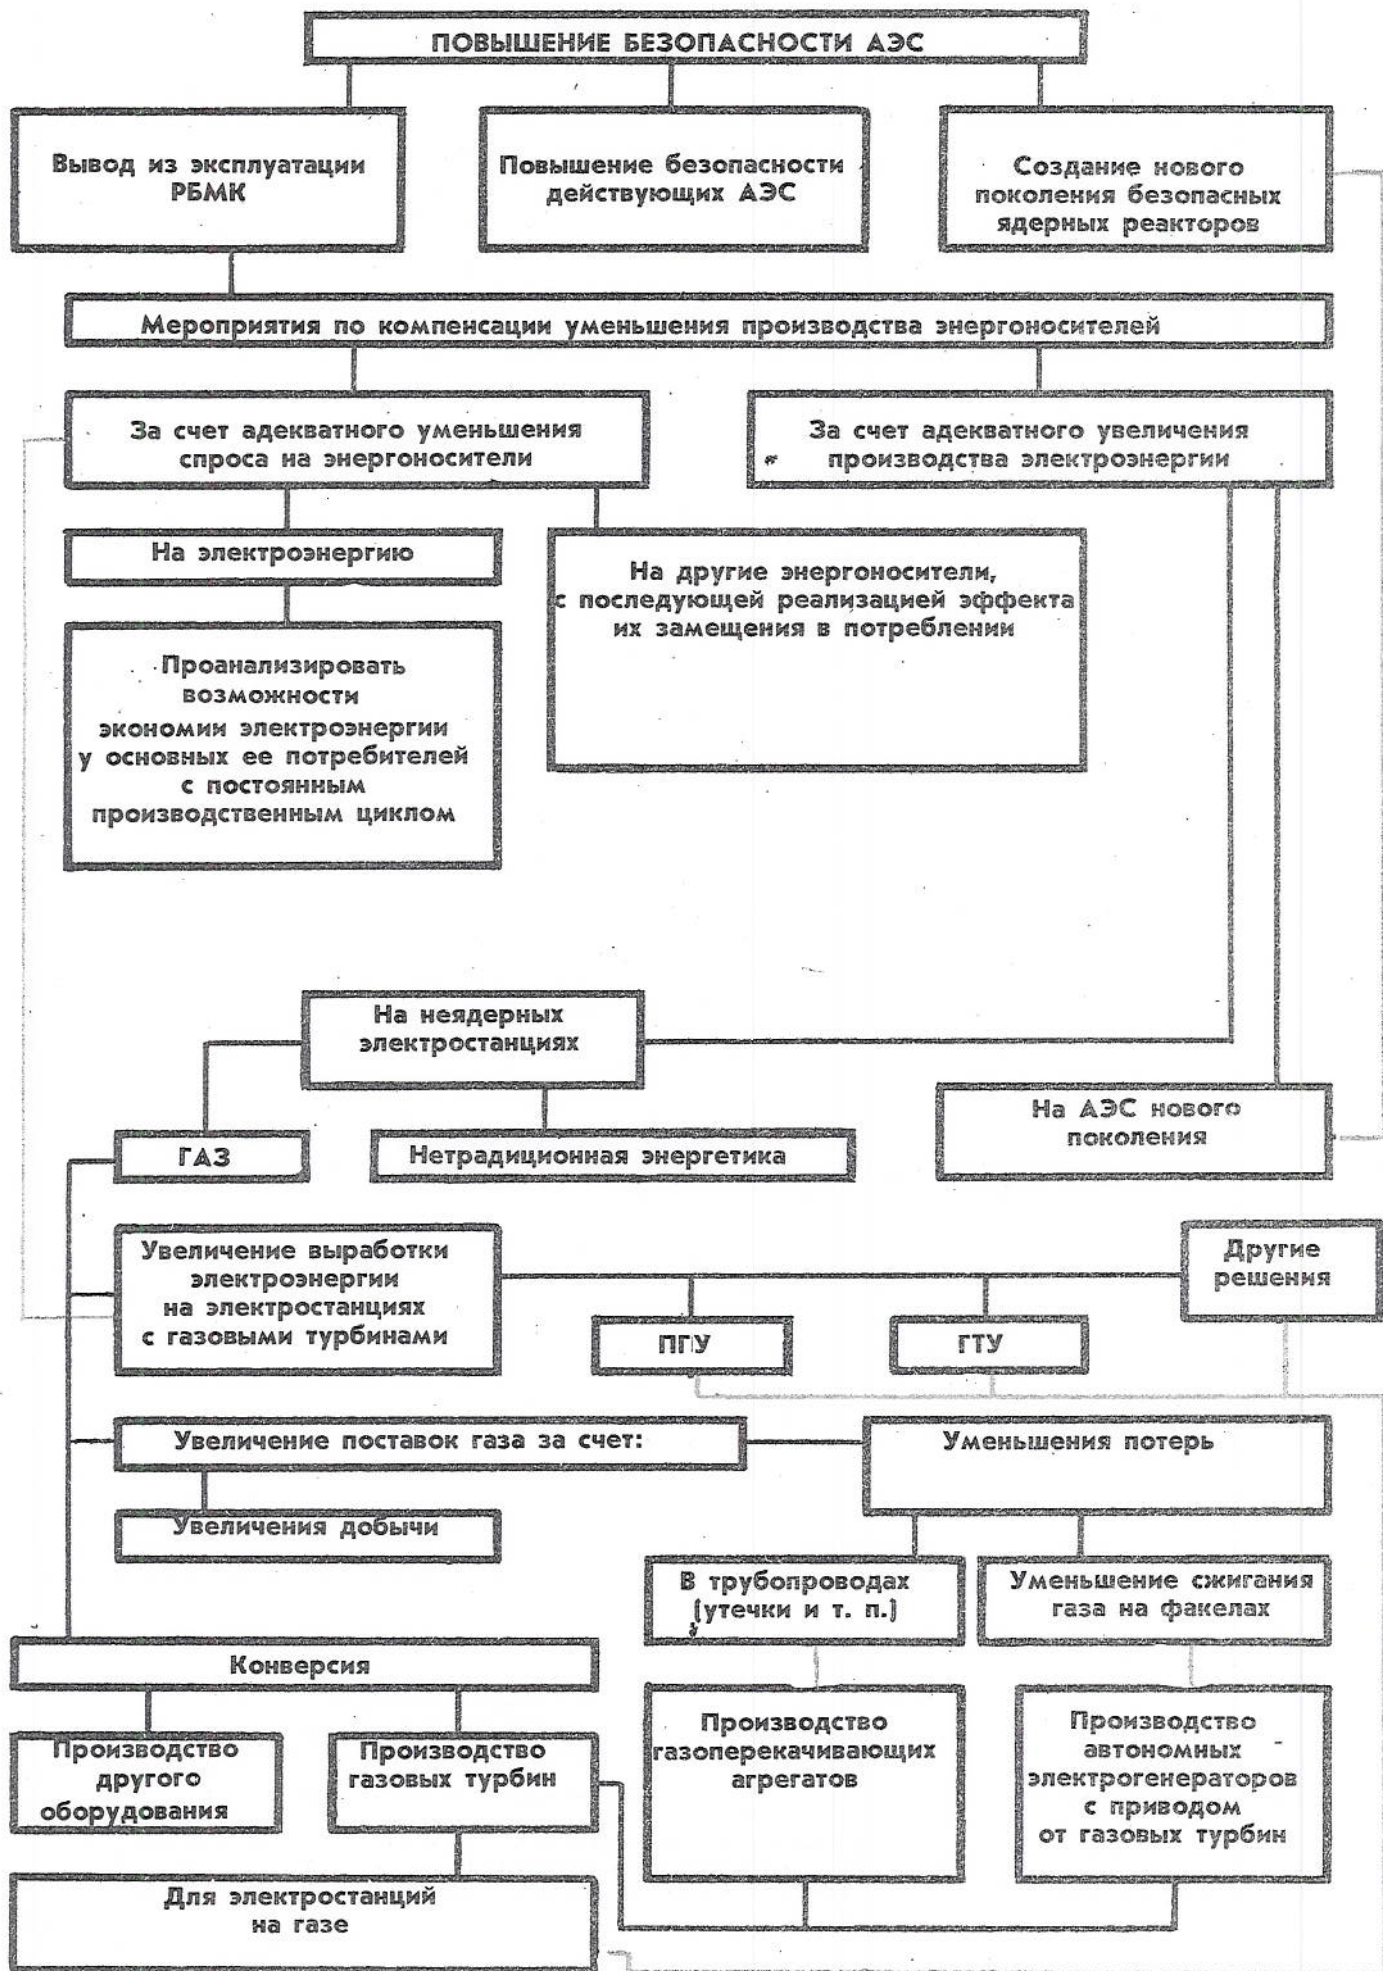 ПОВЫШЕНИЕ БЕЗОПАСНОСТИ АЭС
Вывод из эксплуатации
РБМК
Повышение безопасности
действующих АЭС
Создание нового
поколения безопасных
ядерных реакторов
Мероприятия по компенсации уменьшения производства энергоносителей
За счет адекватного уменьшения
спроса на энергоносители
За счет адекватного увеличения
производства электроэнергии
На электроэнергию
На другие энергоносители,
с последующей реализацией эффекта
их замещения в потреблении
Проанализировать
возможности
экономии электроэнергии
у основных ее потребителей
с постоянным
производственным циклом
На неядерных
электростанциях
На АЭС нового
поколения
ГАЗ
Нетрадиционная энергетика
Увеличение выработки
электроэнергии
на электростанциях
с газовыми турбинами
Другие
решения
ПГУ
ГТУ
Увеличение поставок газа за счет:
Уменьшения потерь
Увеличения добычи
В трубопроводах
(утечки и т. п.)
Уменьшение сжигания
газа на факелах
Конверсия
Производство
другого
оборудования
Производство
газовых турбин
Производство
газоперекачивающих
агрегатов
Производство
автономных
электрогенераторов
с приводом
от газовых турбин
Для электростанций
на газе